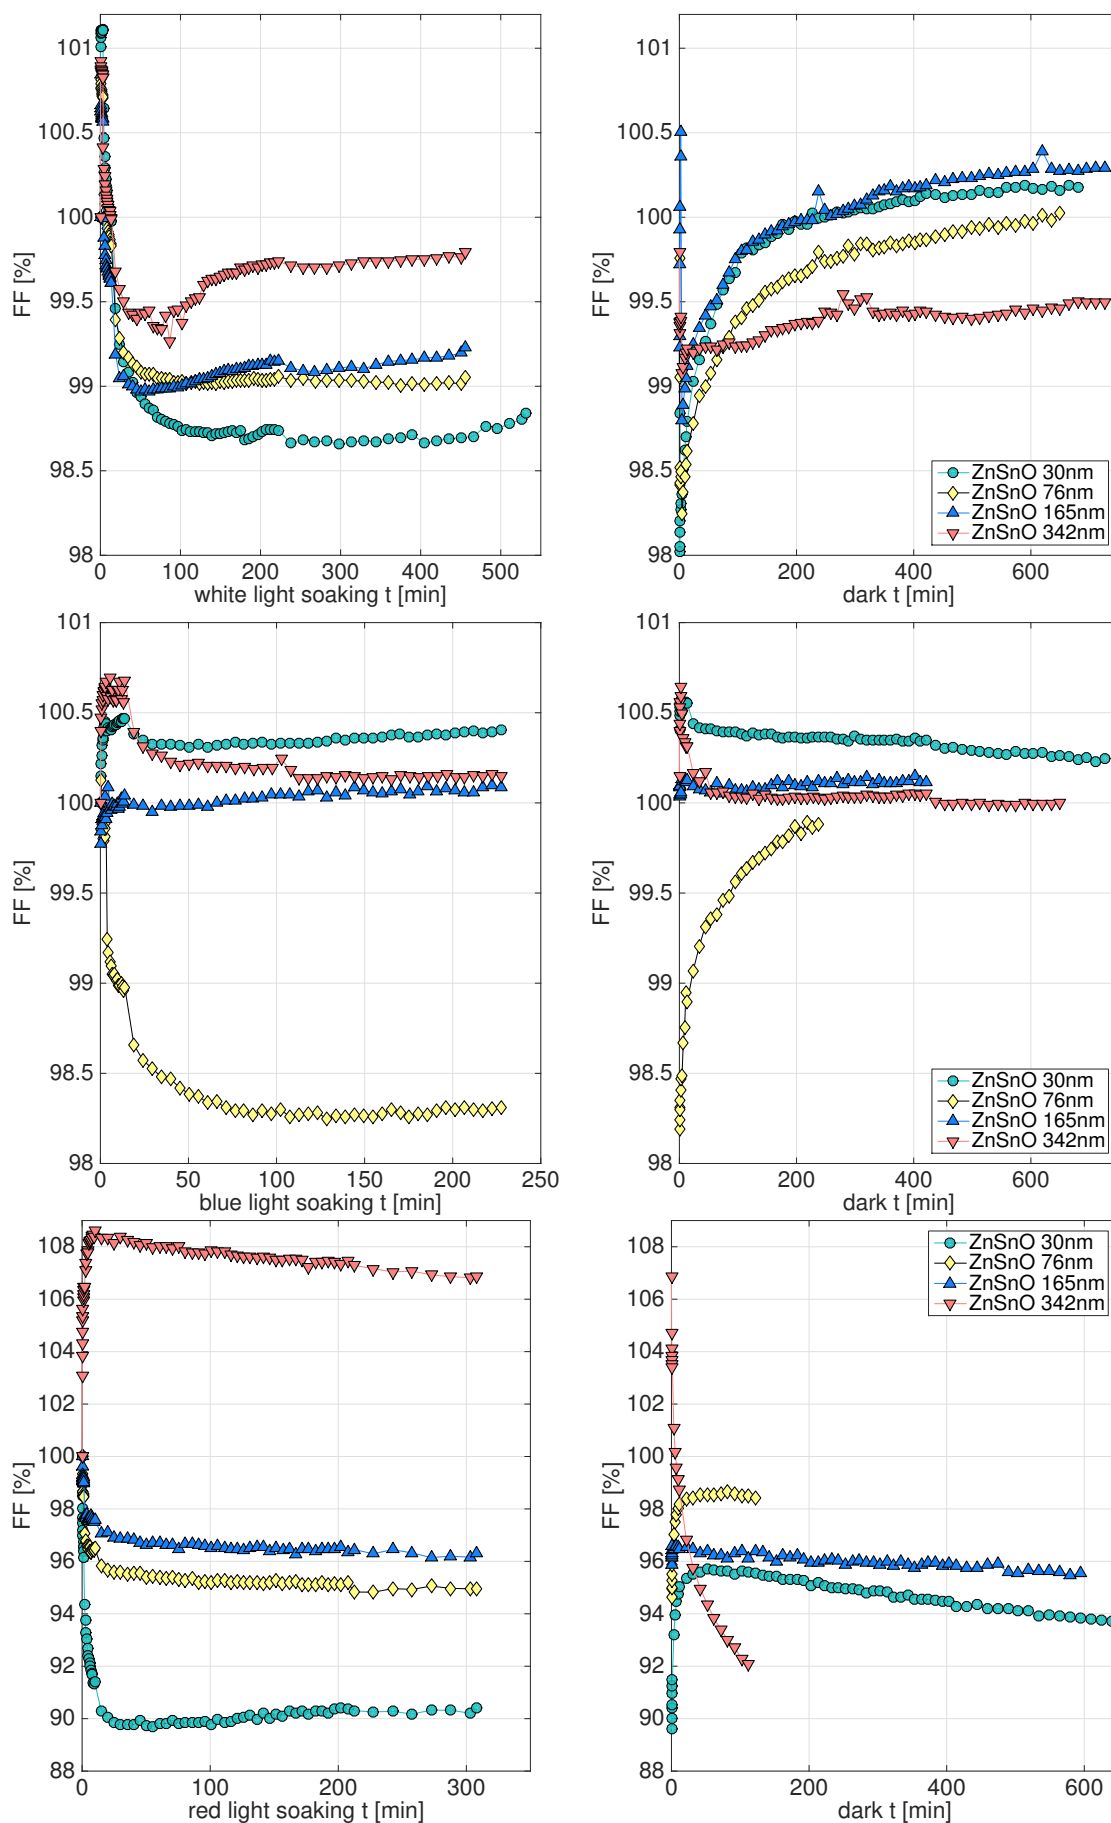 101
100.5
100
99.5
99
98.5
98
FF [%]
0 100 200 300 400 500
white light soaking t [min]
101
100.5
100
99.5
99
98.5
98
FF [%]
0 200 400 600
dark t [min]
ZnSnO 30nm
ZnSnO 76nm
ZnSnO 165nm
ZnSnO 342nm
101
100.5
100
99.5
99
98.5
98
FF [%]
0 50 100 150 200 250
blue light soaking t [min]
101
100.5
100
99.5
99
98.5
98
FF [%]
0 200 400 600
dark t [min]
ZnSnO 30nm
ZnSnO 76nm
ZnSnO 165nm
ZnSnO 342nm
108
106
104
102
100
98
96
94
92
90
88
FF [%]
0 100 200 300
red light soaking t [min]
108
106
104
102
100
98
96
94
92
90
88
FF [%]
0 200 400 600
dark t [min]
ZnSnO 30nm
ZnSnO 76nm
ZnSnO 165nm
ZnSnO 342nm